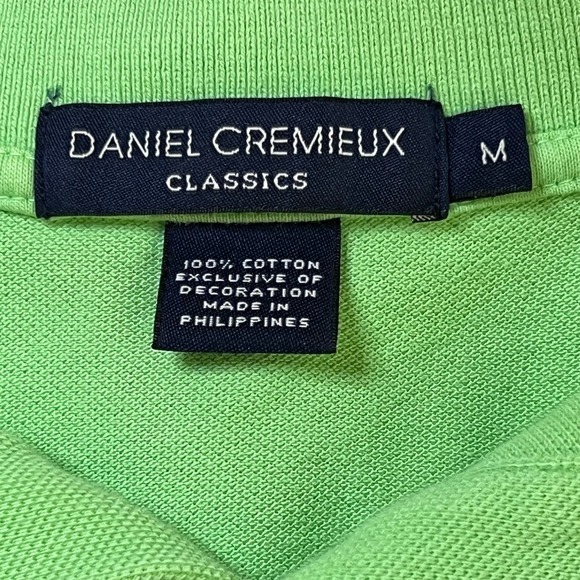 DANIEL CREMIEUX
CLASSICS
M
100% COTTON
EXCLUSIVE OF
DECORATION
MADE IN
PHILIPPINES